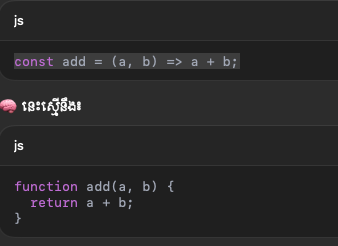 js
const add = (a, b) => a + b;
🧠 នេះស្មើនឹង៖
js
function add(a, b) {
  return a + b;
}